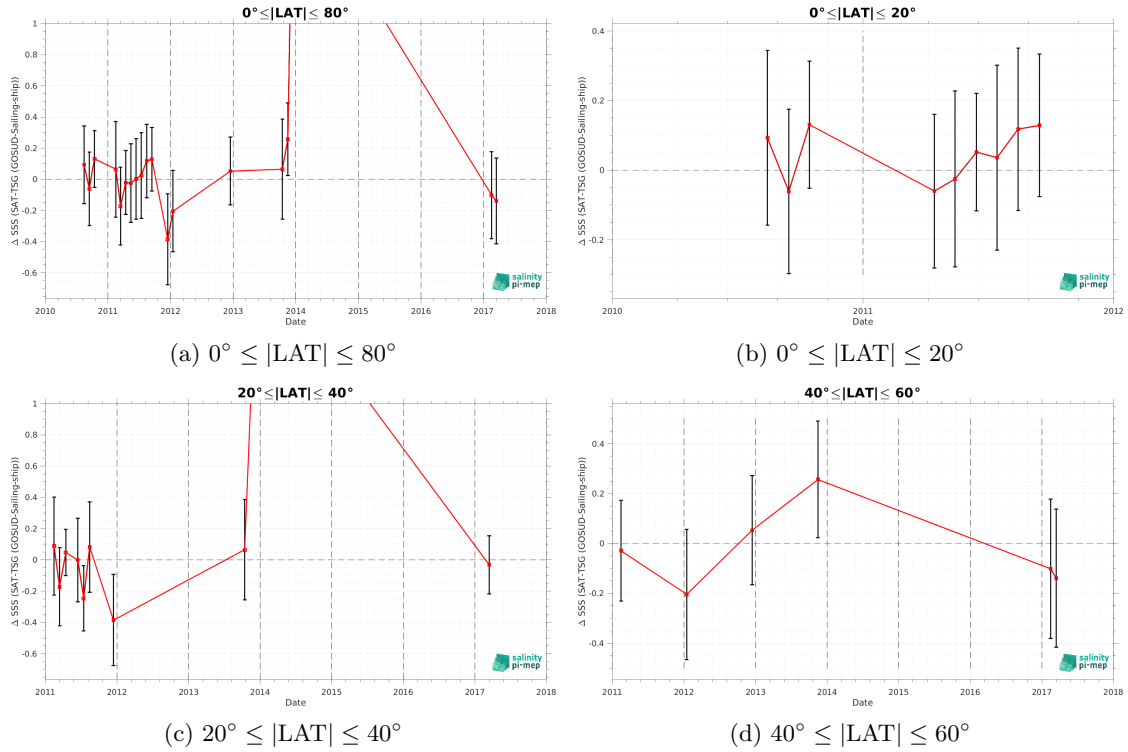 0°≤|LAT|≤ 80°
Δ SSS (SAT-TSG (GOSUD-Sailing-ship))
1
0.8
0.6
0.4
0.2
0
-0.2
-0.4
-0.6
2010 2011 2012 2013 2014 2015 2016 2017 2018
Date
salinity
pi-mep
(a) 0° ≤ |LAT| ≤ 80°
0°≤|LAT|≤ 20°
Δ SSS (SAT-TSG (GOSUD-Sailing-ship))
0.4
0.2
0
-0.2
2010 2011 2012
Date
salinity
pi-mep
(b) 0° ≤ |LAT| ≤ 20°
20°≤|LAT|≤ 40°
Δ SSS (SAT-TSG (GOSUD-Sailing-ship))
1
0.8
0.6
0.4
0.2
0
-0.2
-0.4
-0.6
2011 2012 2013 2014 2015 2016 2017 2018
Date
salinity
pi-mep
(c) 20° ≤ |LAT| ≤ 40°
40°≤|LAT|≤ 60°
Δ SSS (SAT-TSG (GOSUD-Sailing-ship))
0.4
0.2
0
-0.2
-0.4
2011 2012 2013 2014 2015 2016 2017 2018
Date
salinity
pi-mep
(d) 40° ≤ |LAT| ≤ 60°